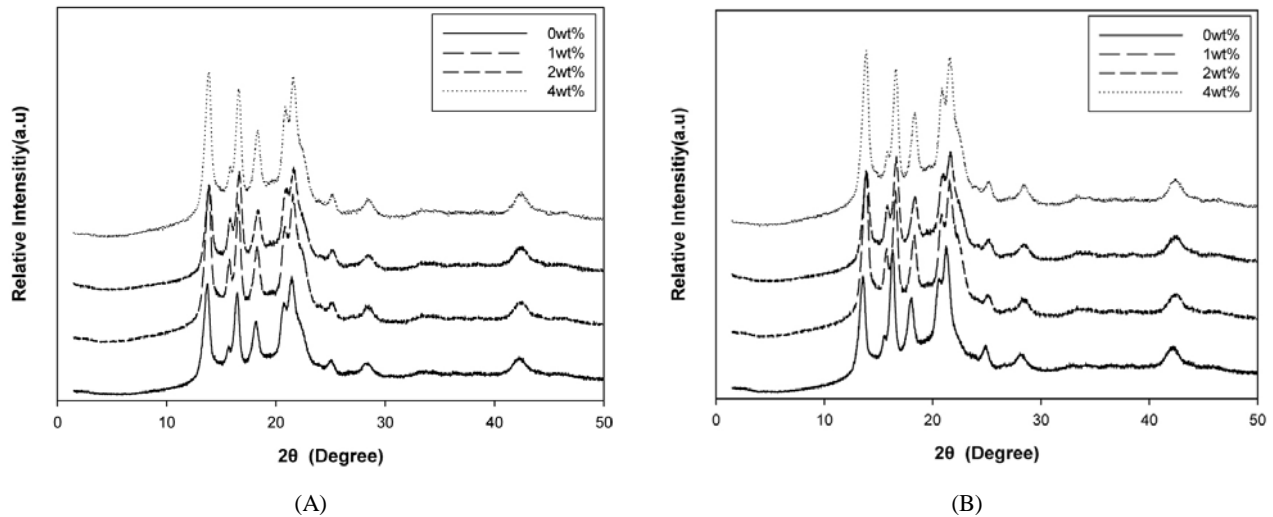 0wt%
1wt%
2wt%
4wt%
Relative Intensitiy(a.u)
0 10 20 30 40 50
2θ (Degree)
(A)
0wt%
1wt%
2wt%
4wt%
Relative Intensitiy(a.u)
0 10 20 30 40 50
2θ (Degree)
(B)